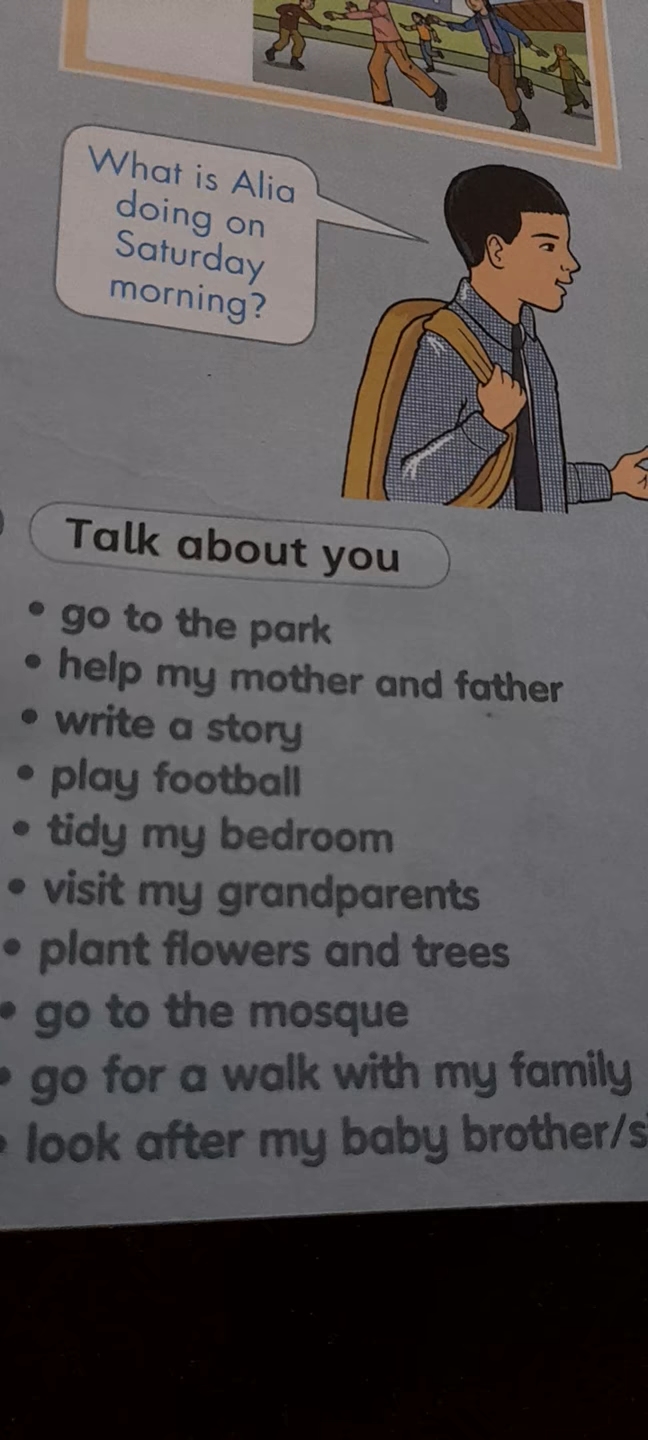 What is Alia
doing on
Saturday
morning?
Talk about you
• go to the park
• help my mother and father
• write a story
• play football
• tidy my bedroom
• visit my grandparents
• plant flowers and trees
• go to the mosque
• go for a walk with my family
• look after my baby brother/s